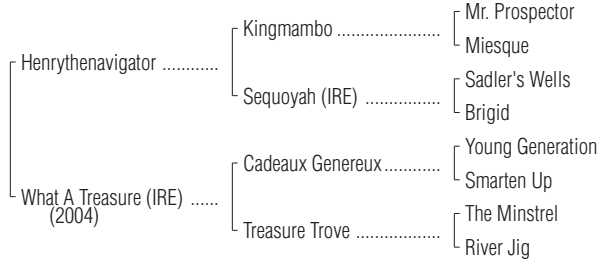 Mr. Prospector
Kingmambo .....................
Miesque
Henrythenavigator ............
Sadler's Wells
Sequoyah (IRE) ................
Brigid
Young Generation
Cadeaux Genereux............
Smarten Up
What A Treasure (IRE) ......
(2004)
The Minstrel
Treasure Trove .................
River Jig